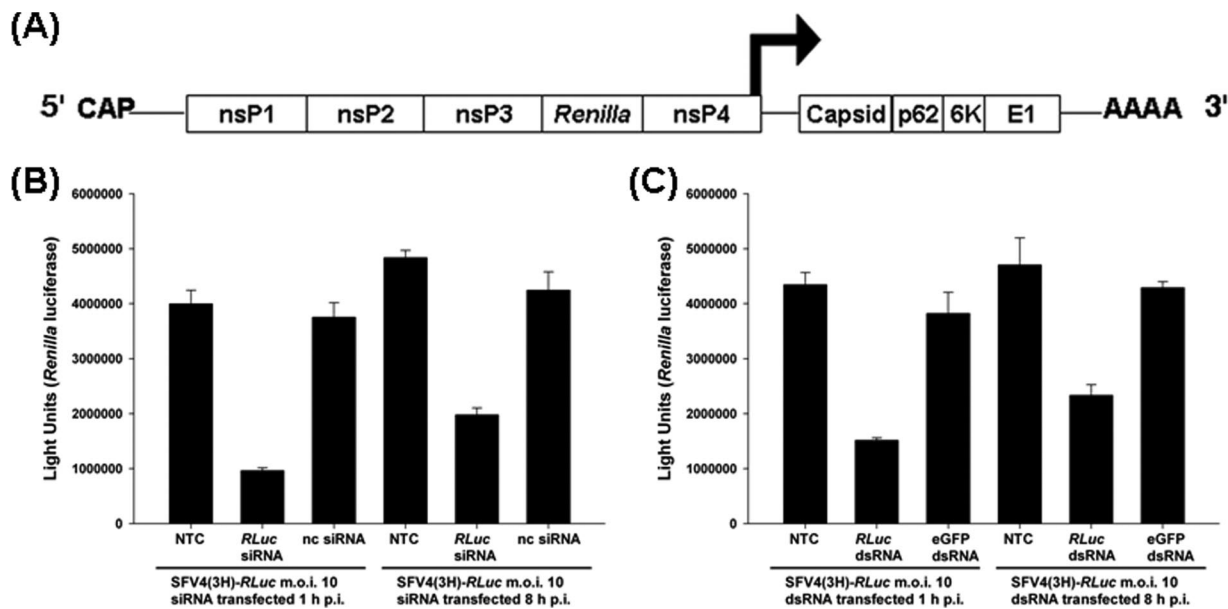 (A)
5' CAP nsP1 nsP2 nsP3 Renilla nsP4 Capsid p62 6K E1 AAAA 3'
(B)
Light Units (Renilla luciferase)
6000000
5000000
4000000
3000000
2000000
1000000
0
NTC RLuc siRNA nc siRNA NTC RLuc siRNA nc siRNA
SFV4(3H)-RLuc m.o.i. 10
siRNA transfected 1 h p.i.
SFV4(3H)-RLuc m.o.i. 10
siRNA transfected 8 h p.i.
(C)
Light Units (Renilla luciferase)
6000000
5000000
4000000
3000000
2000000
1000000
0
NTC RLuc dsRNA eGFP dsRNA NTC RLuc dsRNA eGFP dsRNA
SFV4(3H)-RLuc m.o.i. 10
dsRNA transfected 1 h p.i.
SFV4(3H)-RLuc m.o.i. 10
dsRNA transfected 8 h p.i.